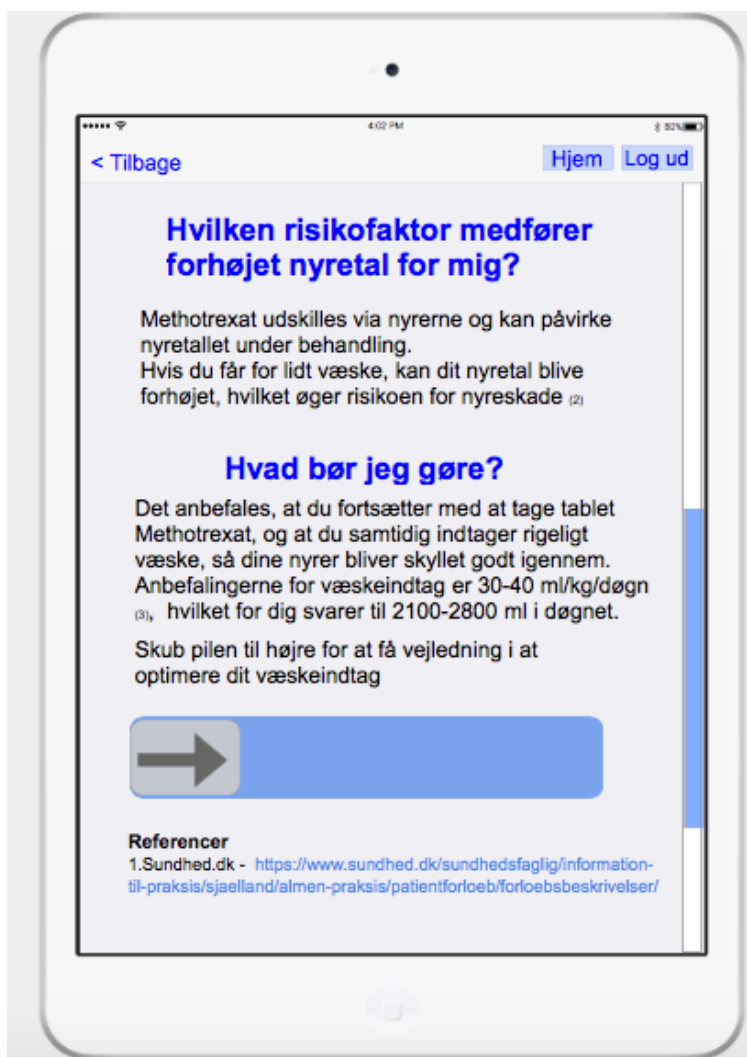 4:02 PM
80%
< Tilbage
Hjem
Log ud
Hvilken risikofaktor medfører
forhøjet nyretal for mig?
Methotrexat udskilles via nyrerne og kan påvirke
nyretallet under behandling.
Hvis du får for lidt væske, kan dit nyretal blive
forhøjet, hvilket øger risikoen for nyreskade (2)
Hvad bør jeg gøre?
Det anbefales, at du fortsætter med at tage tablet
Methotrexat, og at du samtidig indtager rigeligt
væske, så dine nyrer bliver skyllet godt igennem.
Anbefalingerne for væskeindtag er 30-40 ml/kg/døgn
(3), hvilket for dig svarer til 2100-2800 ml i døgnet.
Skub pilen til højre for at få vejledning i at
optimere dit væskeindtag
Referencer
1.Sundhed.dk - https://www.sundhed.dk/sundhedsfaglig/information-
til-praksis/sjaelland/almen-praksis/patientforloeb/forloebsbeskrivelser/